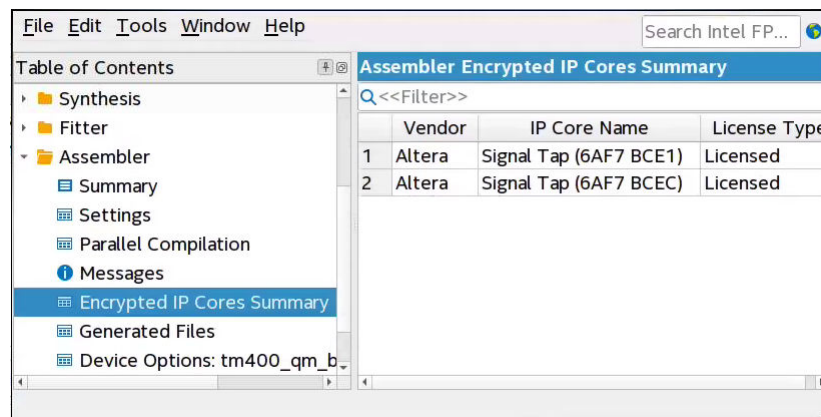 File Edit Tools Window Help
Search Intel FP...
Table of Contents
Synthesis
Fitter
Assembler
Summary
Settings
Parallel Compilation
Messages
Encrypted IP Cores Summary
Generated Files
Device Options: tm400_qm_b
Assembler Encrypted IP Cores Summary
<<Filter>>
Vendor IP Core Name License Type
1 Altera Signal Tap (6AF7 BCE1) Licensed
2 Altera Signal Tap (6AF7 BCEC) Licensed